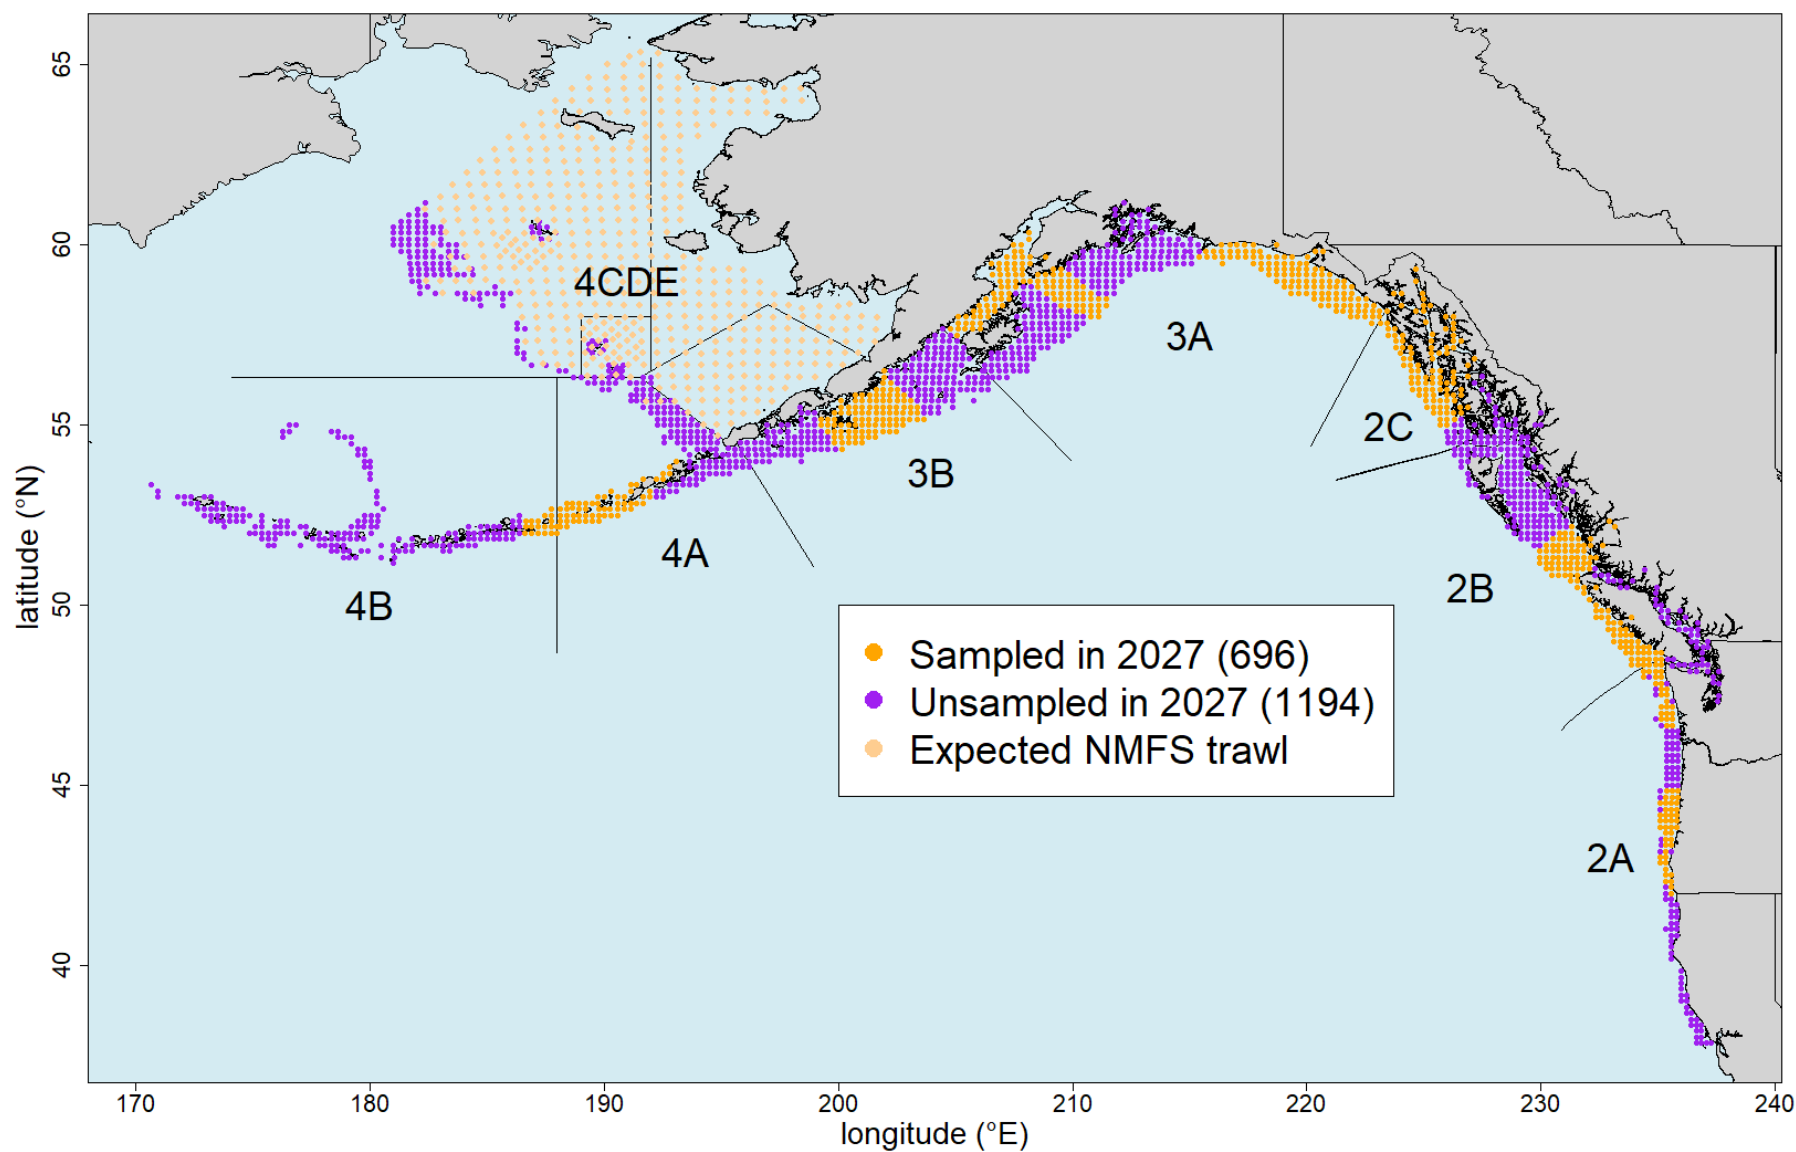 65
60
55
50
45
40
latitude (°N)
4CDE
3A
2C
3B
4A
2B
4B
2A
Sampled in 2027 (696)
Unsampled in 2027 (1194)
Expected NMFS trawl
170
180
190
200
210
220
230
240
longitude (°E)